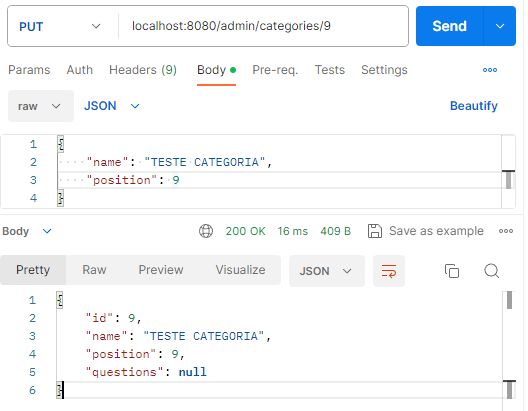 PUT localhost:8080/admin/categories/9 Send
Params Auth Headers (9) Body Pre-req. Tests Settings
raw JSON Beautify
1 {
2 "name": "TESTE CATEGORIA",
3 "position": 9
4 }
Body 200 OK 16 ms 409 B Save as example
Pretty Raw Preview Visualize JSON
1 {
2 "id": 9,
3 "name": "TESTE CATEGORIA",
4 "position": 9,
5 "questions": null
6 }